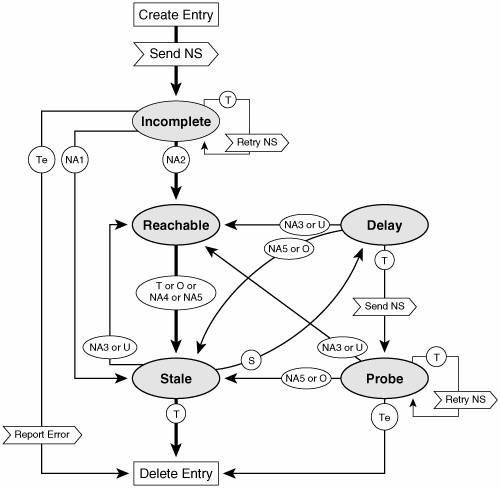 Create Entry
Send NS
T
Incomplete
Retry NS
Te
NA1
NA2
Reachable
NA3 or U
Delay
NA5 or O
T
T or O or
NA4 or NA5
Send NS
NA3 or U
NA3 or U
S
T
Stale
NA5 or O
Probe
Retry NS
T
Te
Report Error
Delete Entry